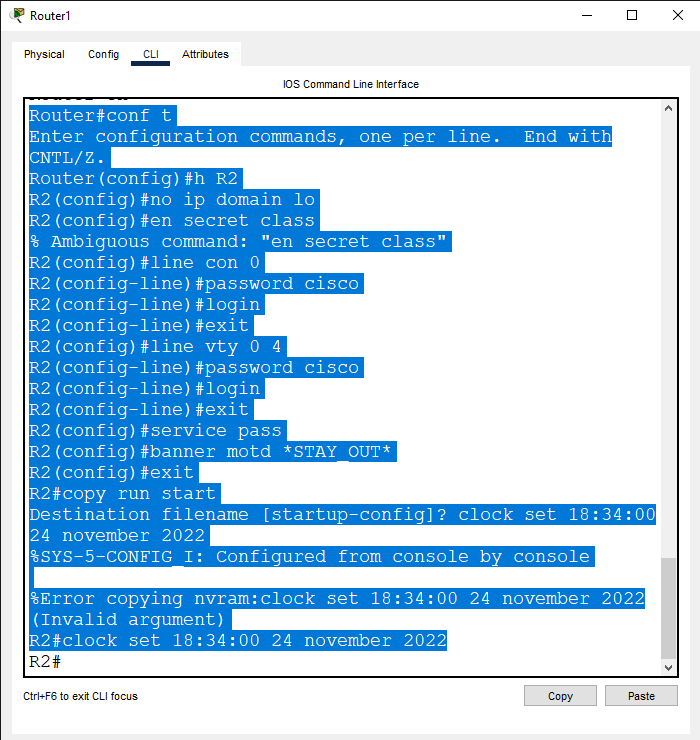 Router1
Physical Config CLI Attributes
IOS Command Line Interface
Router#conf t
Enter configuration commands, one per line.  End with
CNTL/Z.
Router(config)#h R2
R2(config)#no ip domain lo
R2(config)#en secret class
% Ambiguous command: "en secret class"
R2(config)#line con 0
R2(config-line)#password cisco
R2(config-line)#login
R2(config-line)#exit
R2(config)#line vty 0 4
R2(config-line)#password cisco
R2(config-line)#login
R2(config-line)#exit
R2(config)#service pass
R2(config)#banner motd *STAY_OUT*
R2(config)#exit
R2#copy run start
Destination filename [startup-config]? clock set 18:34:00
24 november 2022
%SYS-5-CONFIG_I: Configured from console by console
%Error copying nvram:clock set 18:34:00 24 november 2022
(Invalid argument)
R2#clock set 18:34:00 24 november 2022
R2#
Ctrl+F6 to exit CLI focus
Copy Paste